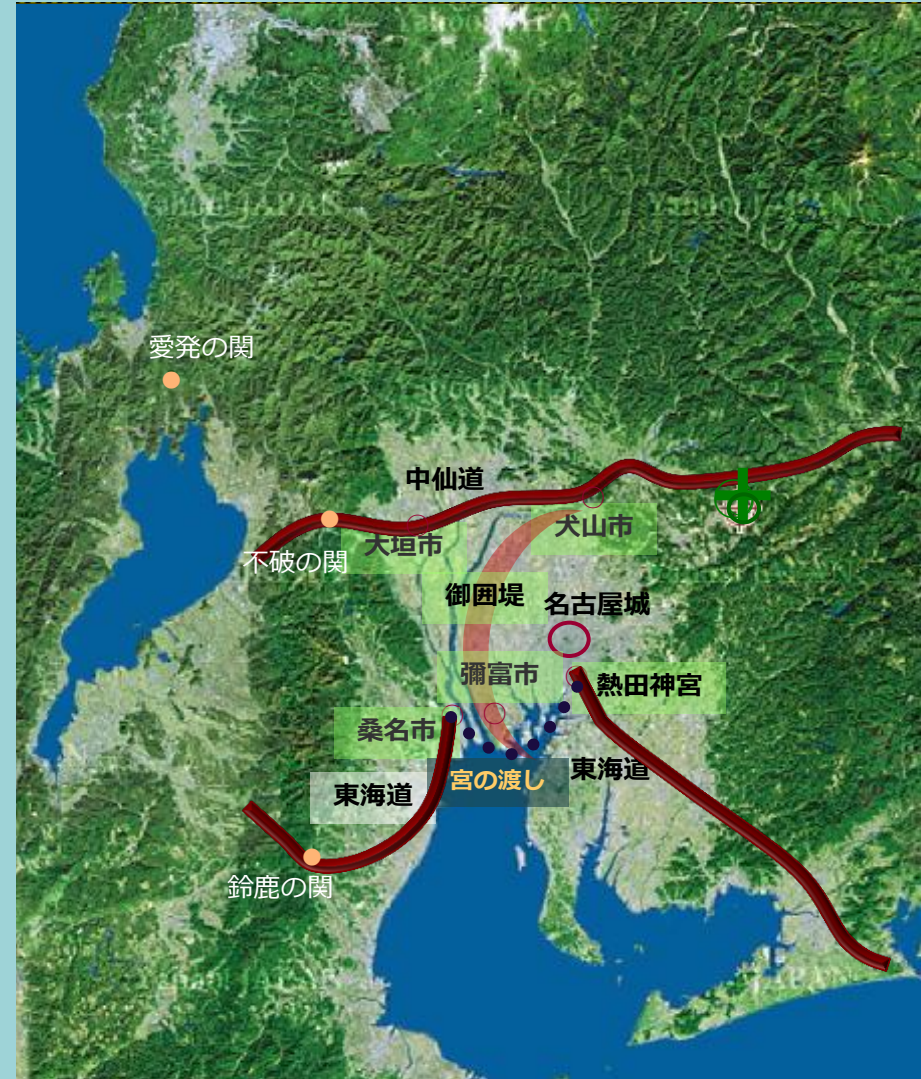 Yahoo! JAPAN
愛発の関
中仙道
犬山市
大垣市
不破の関
御囲堤
名古屋城
彌富市
熱田神宮
桑名市
東海道
宮の渡し
東海道
鈴鹿の関